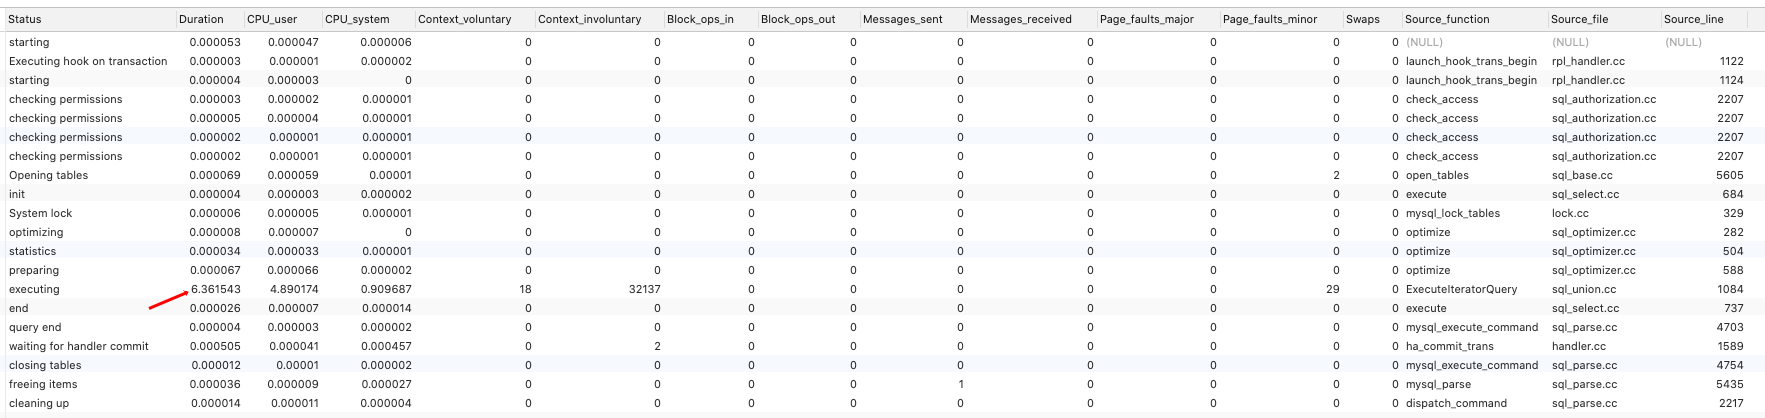 Status Duration CPU_user CPU_system Context_voluntary Context_involuntary Block_ops_in Block_ops_out Messages_sent Messages_received Page_faults_major Page_faults_minor Swaps Source_function Source_file Source_line
starting 0.000053 0.000047 0.000006 0 0 0 0 0 0 0 0 0 (NULL) (NULL) (NULL)
Executing hook on transaction 0.000003 0.000001 0.000002 0 0 0 0 0 0 0 0 0 launch_hook_trans_begin rpl_handler.cc 1122
starting 0.000004 0.000003 0 0 0 0 0 0 0 0 0 0 launch_hook_trans_begin rpl_handler.cc 1124
checking permissions 0.000003 0.000002 0.000001 0 0 0 0 0 0 0 0 0 check_access sql_authorization.cc 2207
checking permissions 0.000005 0.000004 0.000001 0 0 0 0 0 0 0 0 0 check_access sql_authorization.cc 2207
checking permissions 0.000002 0.000001 0.000001 0 0 0 0 0 0 0 0 0 check_access sql_authorization.cc 2207
checking permissions 0.000002 0.000001 0.000001 0 0 0 0 0 0 0 0 0 check_access sql_authorization.cc 2207
Opening tables 0.000069 0.000059 0.00001 0 0 0 0 0 0 0 2 0 open_tables sql_base.cc 5605
init 0.000004 0.000003 0.000002 0 0 0 0 0 0 0 0 0 execute sql_select.cc 684
System lock 0.000006 0.000005 0.000001 0 0 0 0 0 0 0 0 0 mysql_lock_tables lock.cc 329
optimizing 0.000008 0.000007 0 0 0 0 0 0 0 0 0 0 optimize sql_optimizer.cc 282
statistics 0.000034 0.000033 0.000001 0 0 0 0 0 0 0 0 0 optimize sql_optimizer.cc 504
preparing 0.000067 0.000066 0.000002 0 0 0 0 0 0 0 0 0 optimize sql_optimizer.cc 588
executing 6.361543 4.890174 0.909687 18 32137 0 0 0 0 0 29 0 ExecuteIteratorQuery sql_union.cc 1084
end 0.000026 0.000007 0.000014 0 0 0 0 0 0 0 0 0 execute sql_select.cc 737
query end 0.000004 0.000003 0.000002 0 0 0 0 0 0 0 0 0 mysql_execute_command sql_parse.cc 4703
waiting for handler commit 0.000505 0.000041 0.000457 0 2 0 0 0 0 0 0 0 ha_commit_trans handler.cc 1589
closing tables 0.000012 0.00001 0.000002 0 0 0 0 0 0 0 0 0 mysql_execute_command sql_parse.cc 4754
freeing items 0.000036 0.000009 0.000027 0 0 0 0 1 0 0 0 0 mysql_parse sql_parse.cc 5435
cleaning up 0.000014 0.000011 0.000004 0 0 0 0 0 0 0 0 0 dispatch_command sql_parse.cc 2217